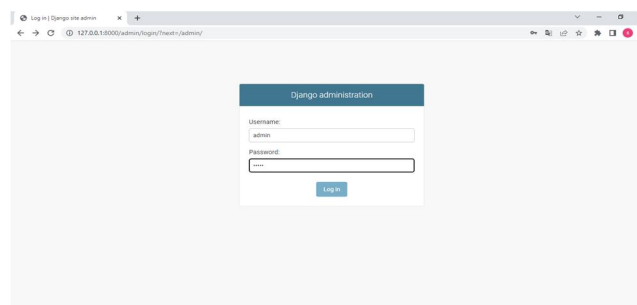 Log in | Django site admin
127.0.0.1:8000/admin/login/?next=/admin/
Django administration
Username:
admin
Password:
•••••
Log in